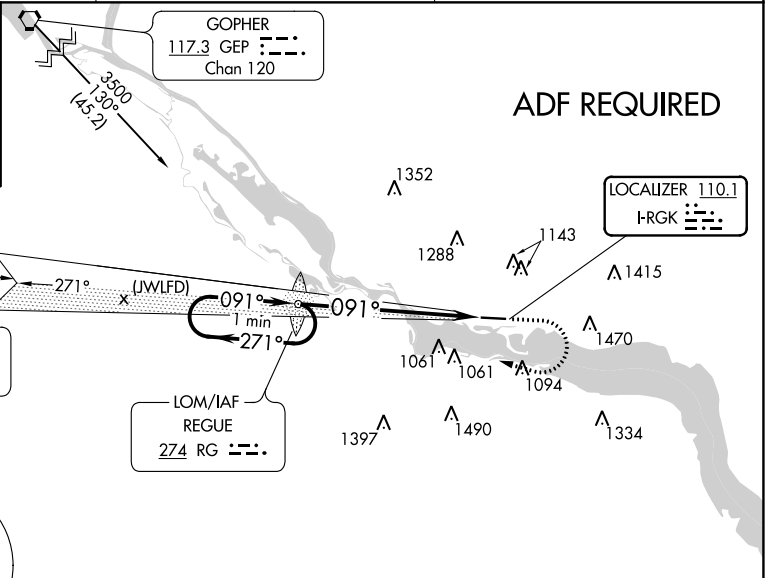 GOPHER
117.3 GEP
Chan 120
3500
130°
(45.2)
ADF REQUIRED
1352
LOCALIZER 110.1
I-RGK
1288
1143
1415
271°
x (JWLFD)
091°
1 min
271°
091°
1470
1061
1061
1094
LOM/IAF
REGUE
274 RG
1397
1490
1334